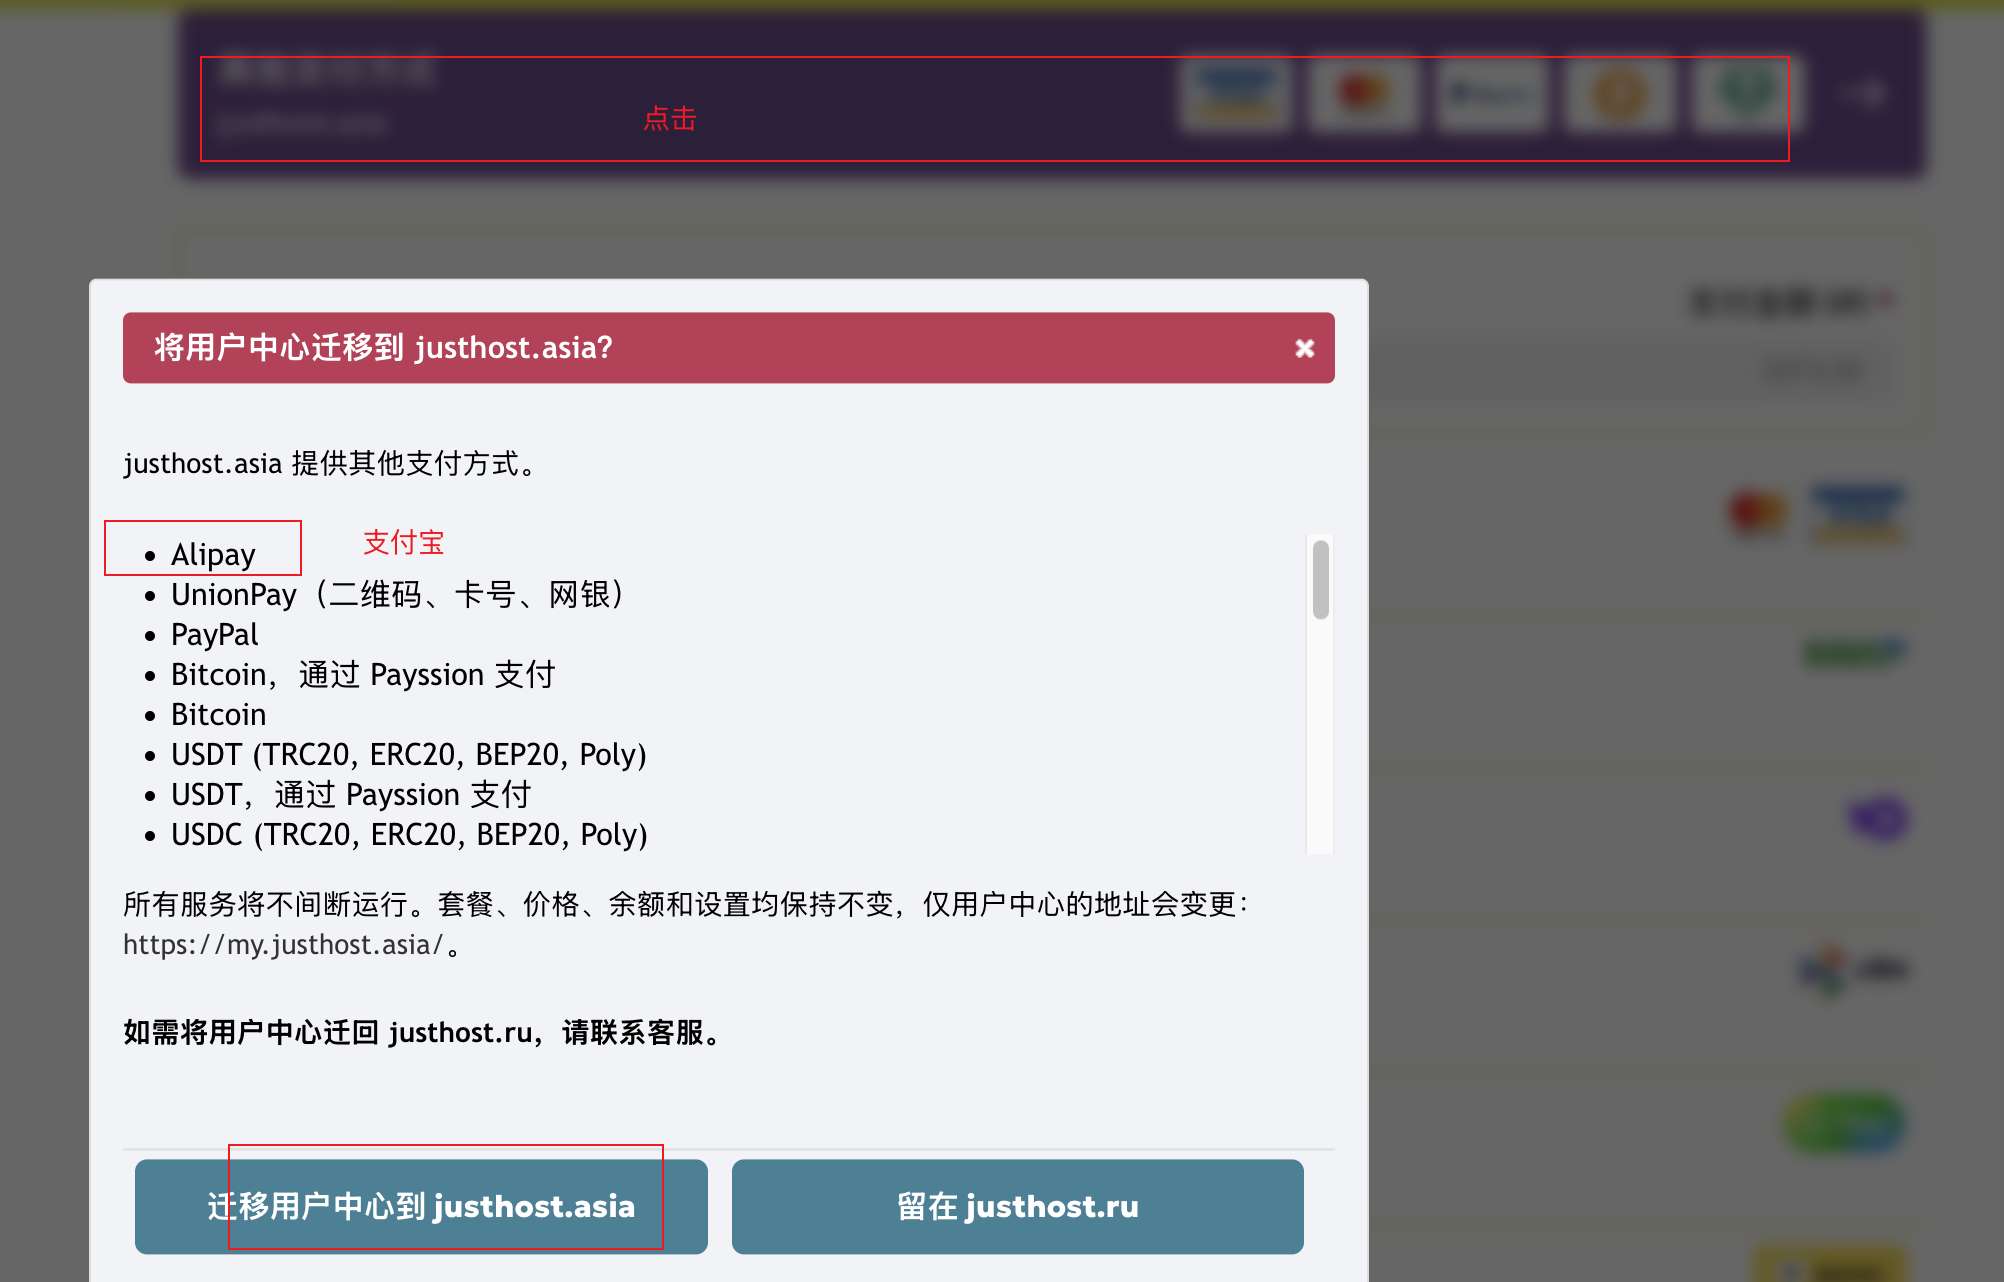 点击
将用户中心迁移到 justhost.asia?
justhost.asia 提供其他支付方式。
• Alipay
支付宝
• UnionPay（二维码、卡号、网银）
• PayPal
• Bitcoin，通过 Payssion 支付
• Bitcoin
• USDT (TRC20, ERC20, BEP20, Poly)
• USDT，通过 Payssion 支付
• USDC (TRC20, ERC20, BEP20, Poly)
所有服务将不间断运行。套餐、价格、余额和设置均保持不变，仅用户中心的地址会变更：
https://my.justhost.asia/。
如需将用户中心迁回 justhost.ru，请联系客服。
迁移用户中心到 justhost.asia
留在 justhost.ru